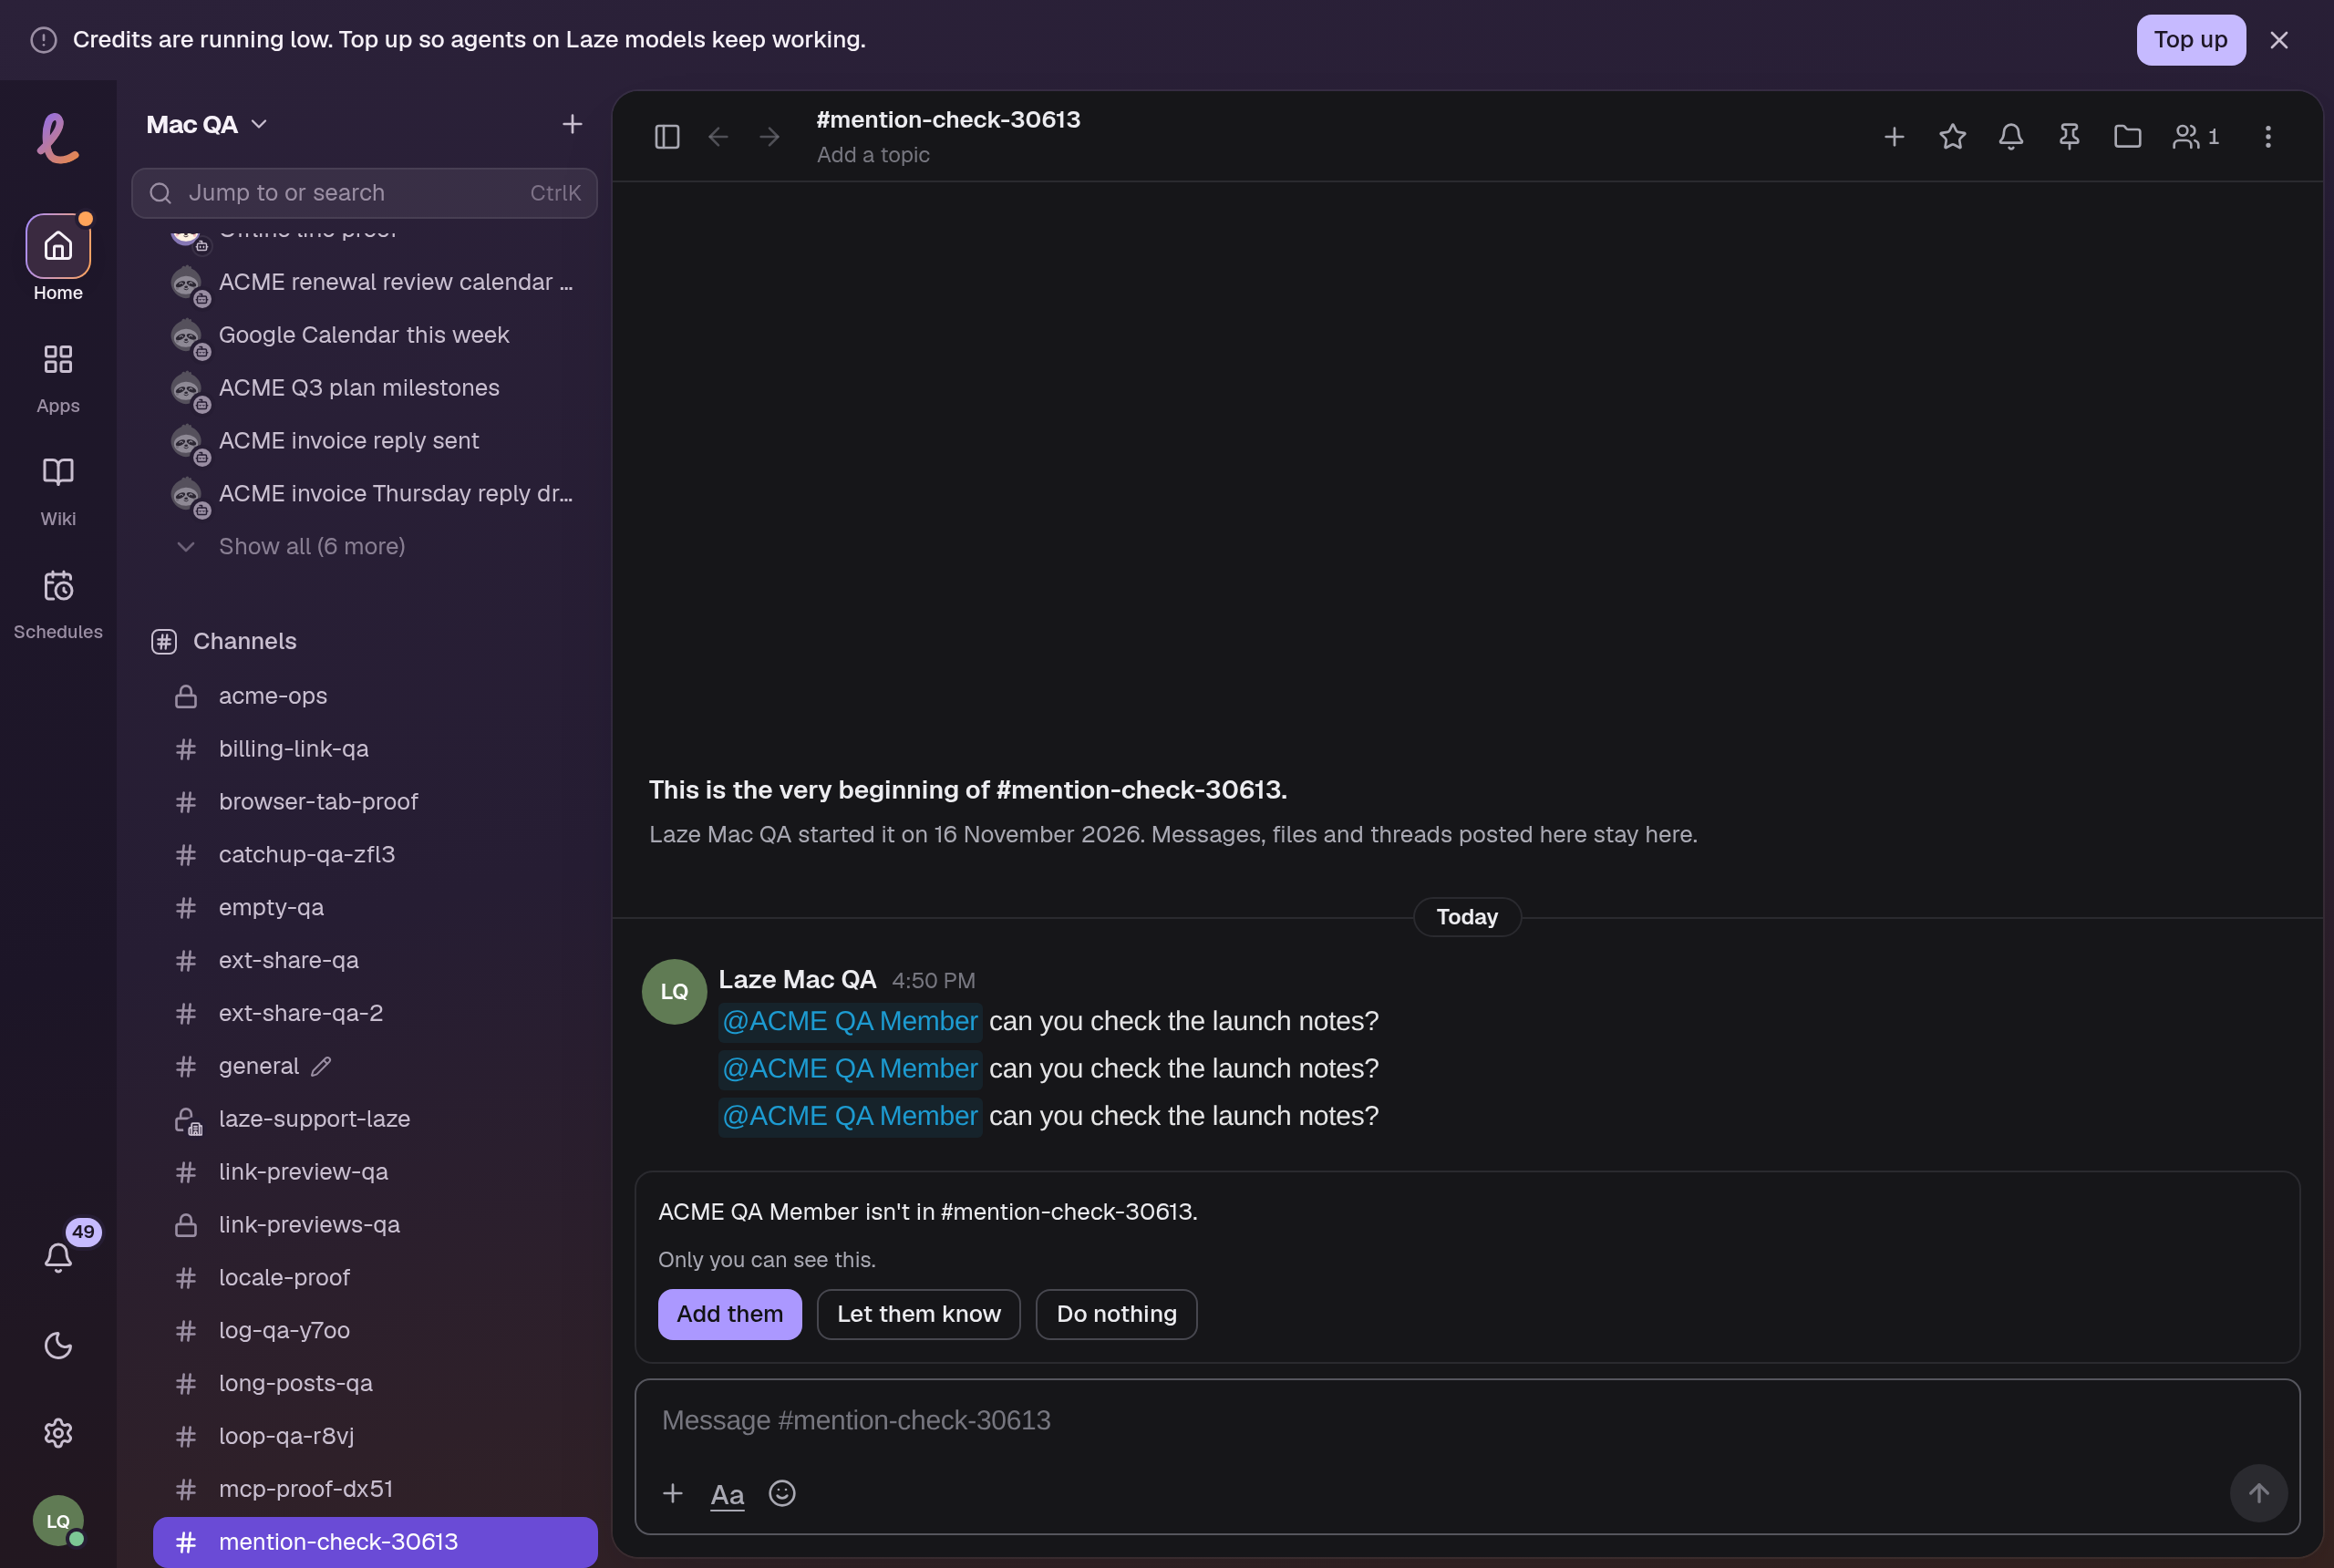 Credits are running low. Top up so agents on Laze models keep working.
Top up
Mac QA
Jump to or search
CtrlK
Home
Apps
Wiki
Schedules
49
LQ
ACME renewal review calendar ...
Google Calendar this week
ACME Q3 plan milestones
ACME invoice reply sent
ACME invoice Thursday reply dr...
Show all (6 more)
Channels
acme-ops
billing-link-qa
browser-tab-proof
catchup-qa-zfl3
empty-qa
ext-share-qa
ext-share-qa-2
general
laze-support-laze
link-preview-qa
link-previews-qa
locale-proof
log-qa-y7oo
long-posts-qa
loop-qa-r8vj
mcp-proof-dx51
mention-check-30613
#mention-check-30613
Add a topic
1
This is the very beginning of #mention-check-30613.
Laze Mac QA started it on 16 November 2026. Messages, files and threads posted here stay here.
Today
LQ
Laze Mac QA 4:50 PM
@ACME QA Member can you check the launch notes?
@ACME QA Member can you check the launch notes?
@ACME QA Member can you check the launch notes?
ACME QA Member isn't in #mention-check-30613.
Only you can see this.
Add them
Let them know
Do nothing
Message #mention-check-30613
Aa